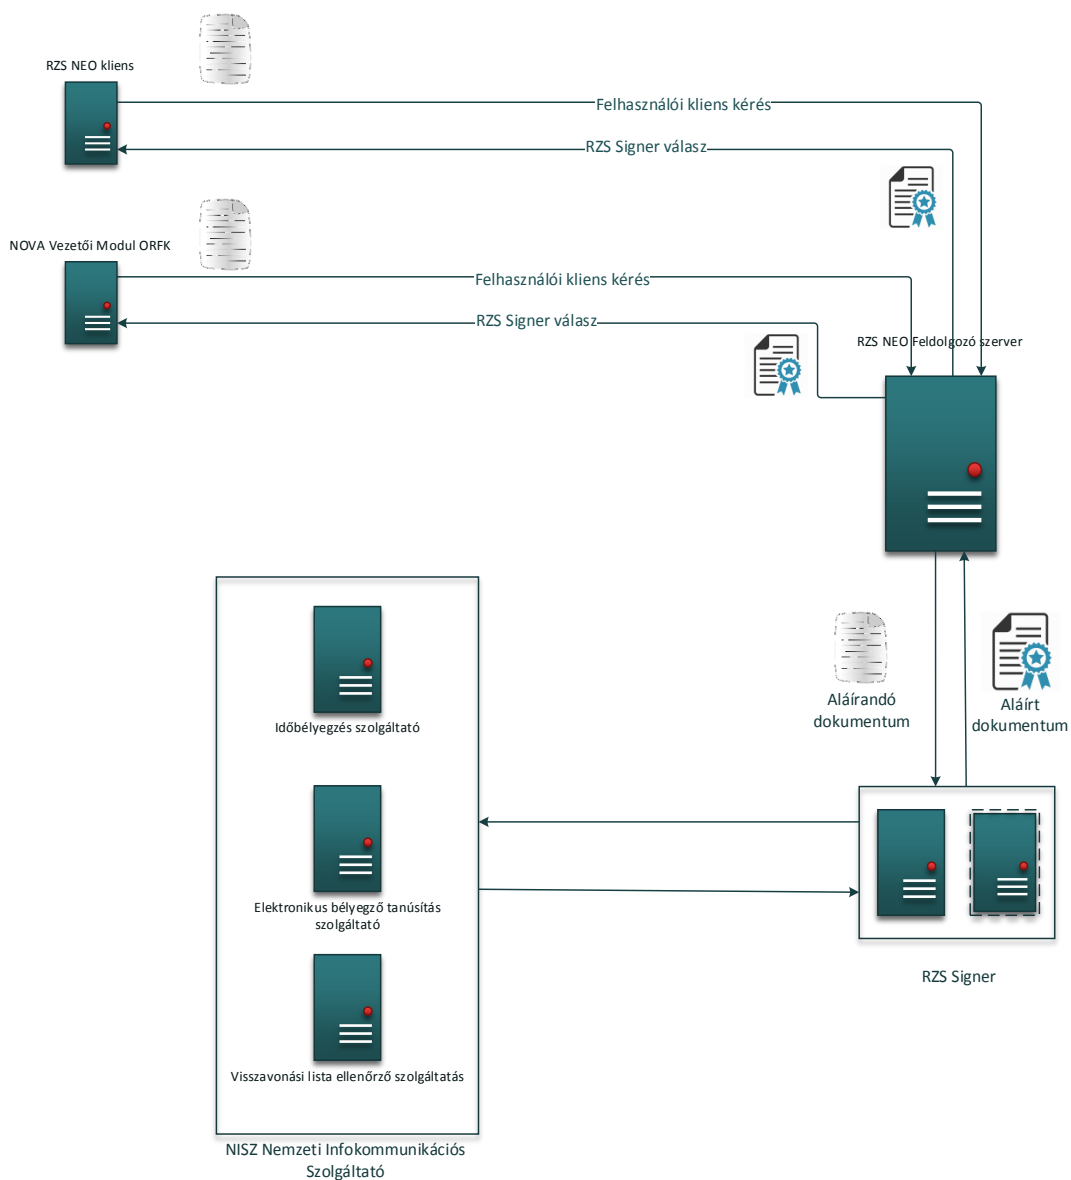 RZS NEO kliens
Felhasználói kliens kérés
RZS Signer válasz
NOVA Vezetői Modul ORFK
Felhasználói kliens kérés
RZS Signer válasz
RZS NEO Feldolgozó szerver
Aláírandó
dokumentum
Aláírt
dokumentum
Időbélyegzés szolgáltató
Elektronikus bélyegző tanúsítás
szolgáltató
RZS Signer
Visszavonási lista ellenőrző szolgáltatás
NISZ Nemzeti Infokommunikációs
Szolgáltató